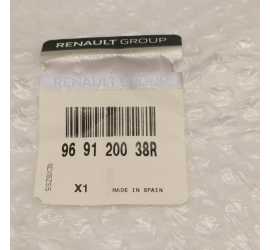 RENAULT GROUP
96 91 200 38R
X1
MADE IN SPAIN